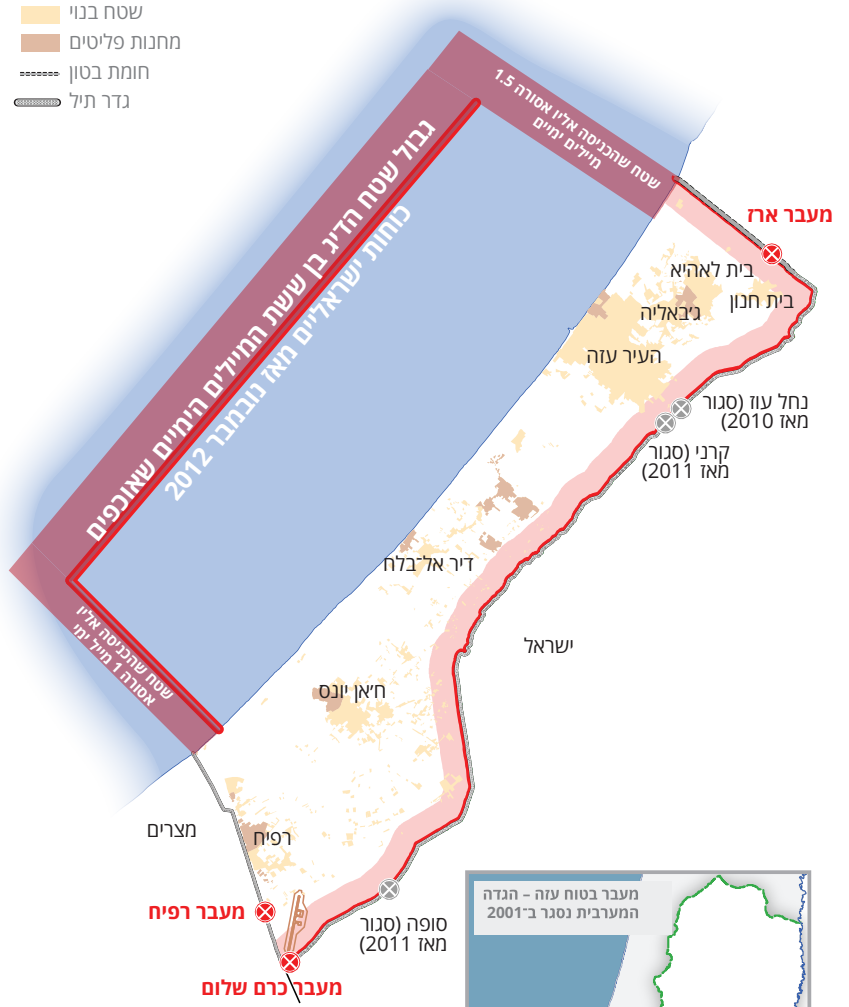 שטח בנוי
מחנות פליטים
חומת בטון
גדר תיל
שטח שהכניסה אליו אסורה 1.5
מיילים ימיים
גבול שטח הדיג בן ששת המיילים הימיים שאוכפים
כוחות ישראליים מאז נובמבר 2012
מעבר ארז
בית לאהיא
בית חנון
ג׳באליה
העיר עזה
נחל עוז (סגור
מאז 2010)
קרני (סגור
מאז 2011)
דיר אל־בלח
ישראל
שטח שהכניסה אליו
אסורה 1 מייל ימי
ח׳אן יונס
מצרים
רפיח
מעבר רפיח
סופה (סגור
מאז 2011)
מעבר כרם שלום
מעבר בטוח עזה – הגדה
המערבית נסגר ב־2001